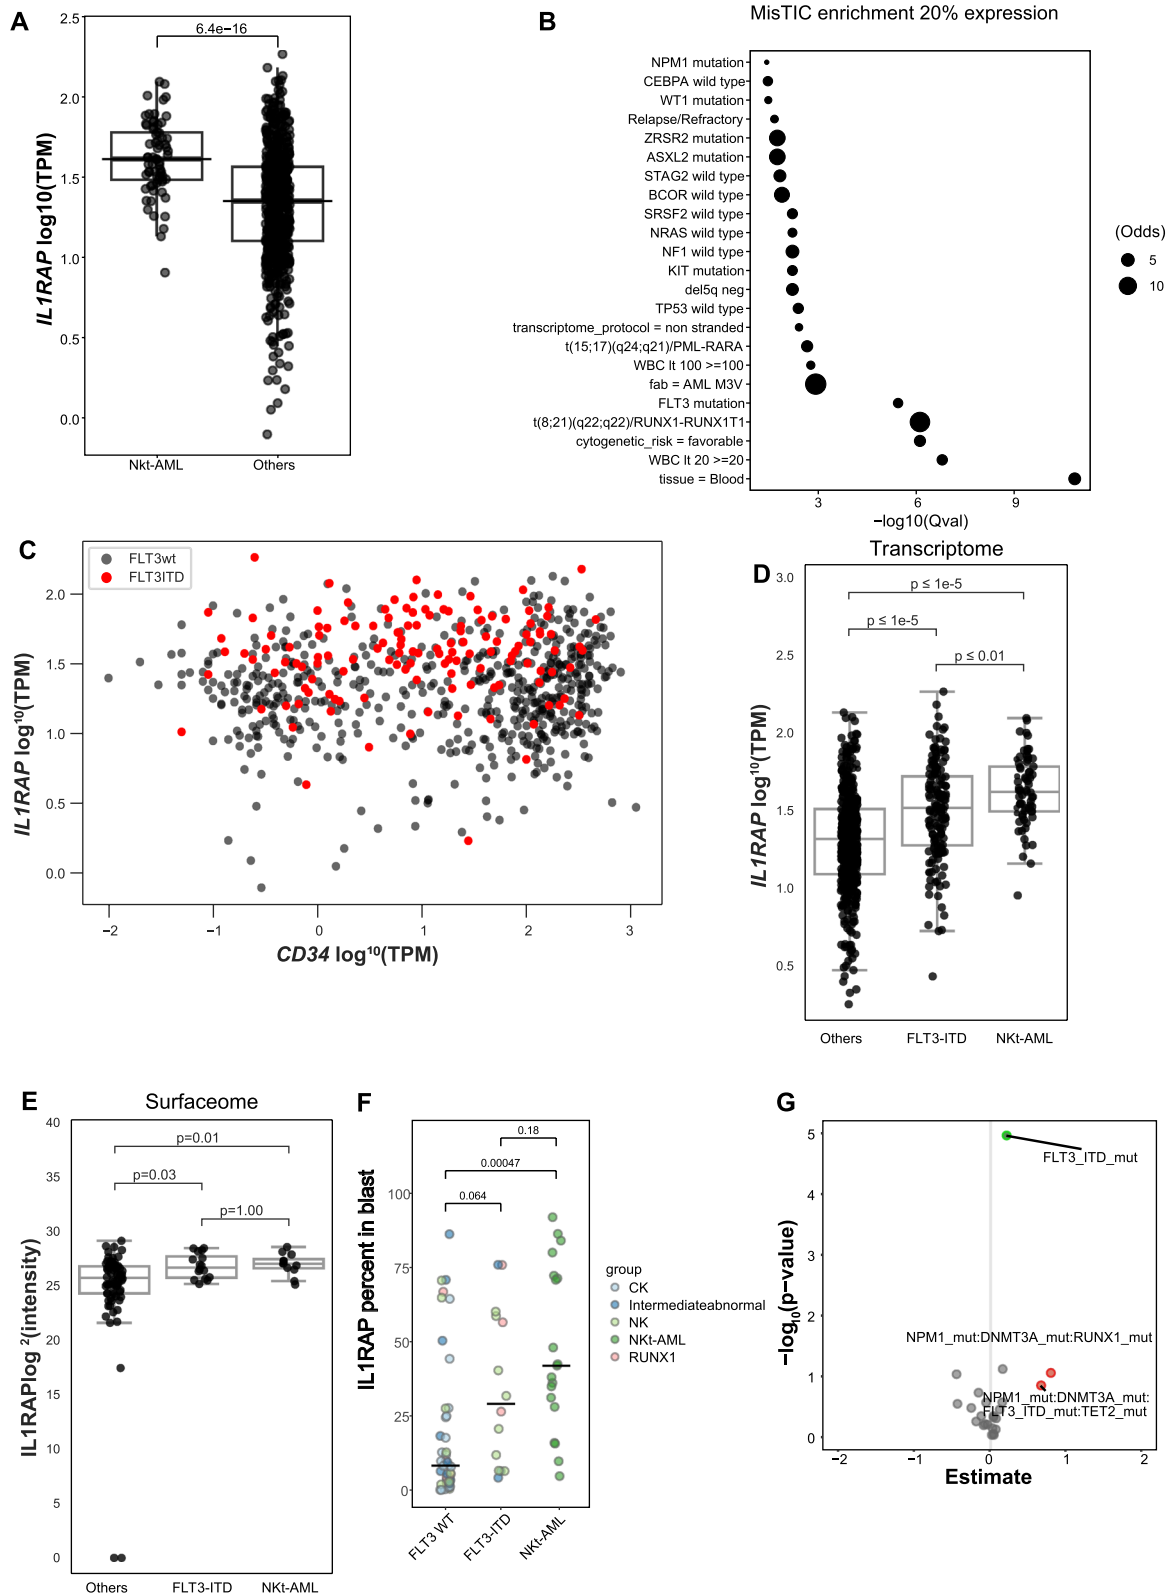 A
2.5
2.0
1.5
1.0
0.5
0.0
IL1RAP log10(TPM)
6.4e−16
Nkt-AML
Others
B
MisTIC enrichment 20% expression
NPM1 mutation
CEBPA wild type
WT1 mutation
Relapse/Refractory
ZRSR2 mutation
ASXL2 mutation
STAG2 wild type
BCOR wild type
SRSF2 wild type
NRAS wild type
NF1 wild type
KIT mutation
del5q neg
TP53 wild type
transcriptome_protocol = non stranded
t(15;17)(q24;q21)/PML-RARA
WBC lt 100 >=100
fab = AML M3V
FLT3 mutation
t(8;21)(q22;q22)/RUNX1-RUNX1T1
cytogenetic_risk = favorable
WBC lt 20 >=20
tissue = Blood
3
6
9
−log10(Qval)
(Odds)
5
10
C
FLT3wt
FLT3ITD
2.0
1.5
1.0
0.5
0.0
IL1RAP log¹⁰(TPM)
−2
−1
0
1
2
3
CD34 log¹⁰(TPM)
Transcriptome
D
3.0
2.5
2.0
1.5
1.0
0.5
IL1RAP log¹⁰(TPM)
p ≤ 1e-5
p ≤ 1e-5
p ≤ 0.01
Others
FLT3-ITD
NKt-AML
E
Surfaceome
40
35
30
25
20
15
10
5
0
IL1RAPlog ²(intensity)
p=0.01
p=0.03
p=1.00
Others
FLT3-ITD
NKt-AML
F
IL1RAP percent in blast
100
75
50
25
0
0.18
0.00047
0.064
FLT3 WT
FLT3-ITD
NKt-AML
group
CK
Intermediateabnormal
NK
NKt-AML
RUNX1
G
5
4
3
2
1
0
−log₁₀(p−value)
FLT3_ITD_mut
NPM1_mut:DNMT3A_mut:RUNX1_mut
NPM1_mut:DNMT3A_mut:
FLT3_ITD_mut:TET2_mut
−2
−1
0
1
2
Estimate